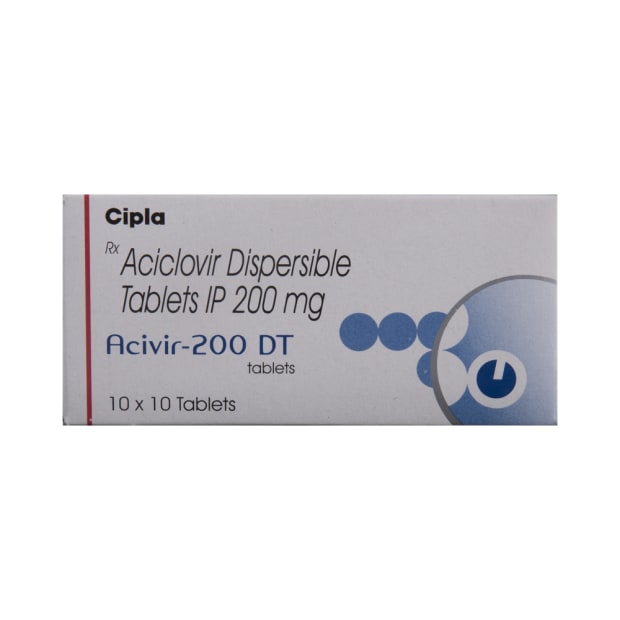 Cipla
Rx Aciclovir Dispersible
Tablets IP 200 mg
Acivir-200 DT
tablets
10 x 10 Tablets